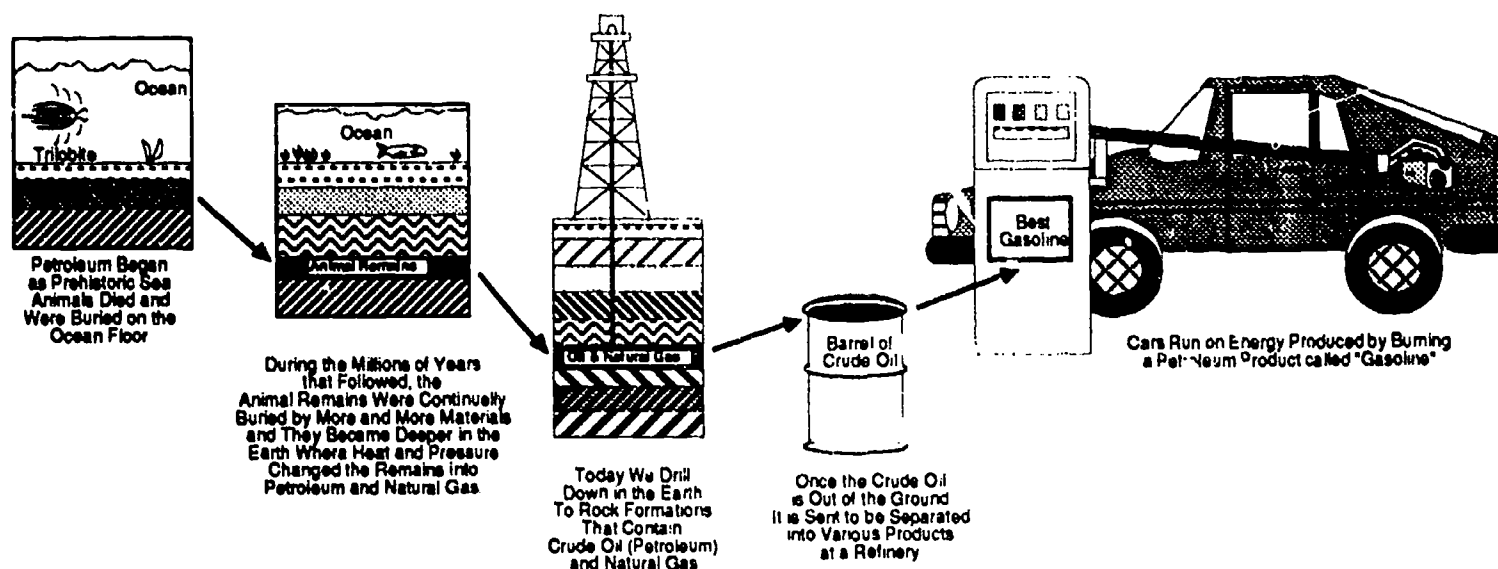 Ocean
Trilobite
Petroleum Began
as Prehistoric Sea
Animals Died and
Were Buried on the
Ocean Floor
Ocean
Animal Remains
During the Millions of Years
that Followed, the
Animal Remains Were Continually
Buried by More and More Materials
and They Became Deeper in the
Earth Where Heat and Pressure
Changed the Remains into
Petroleum and Natural Gas
Oil & Natural Gas
Today We Drill
Down in the Earth
To Rock Formations
That Contain
Crude Oil (Petroleum)
and Natural Gas
Barrel of
Crude Oil
Once the Crude Oil
is Out of the Ground
It is Sent to be Separated
into Various Products
at a Refinery
Best
Gasoline
Cars Run on Energy Produced by Burning
a Petroleum Product called "Gasoline"